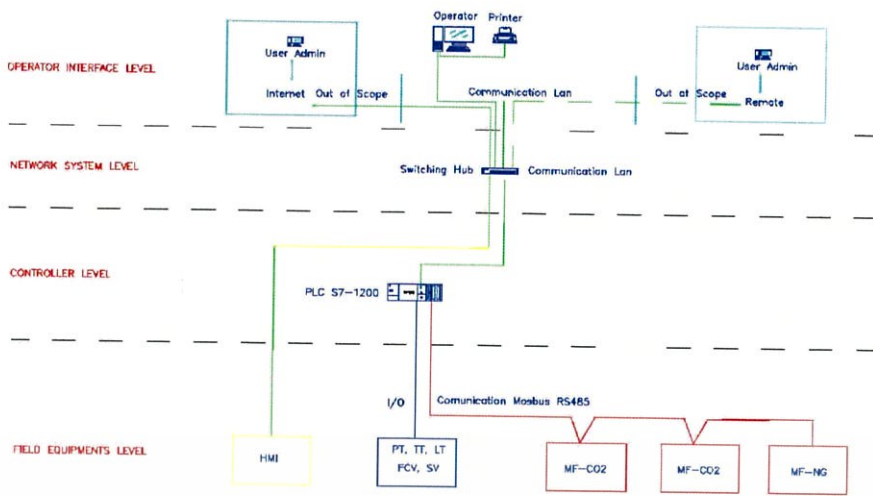 Operator Printer
User Admin
User Admin
OPERATOR INTERFACE LEVEL
Internet Out of Scope
Communication Lan
Out of Scope
Remote
NETWORK SYSTEM LEVEL
Switching Hub
Communication Lan
CONTROLLER LEVEL
PLC S7-1200
I/O
Comunication Mosbus RS485
FIELD EQUIPMENTS LEVEL
HMI
PT, TT, LT
FCV, SV
MF-CO2
MF-CO2
MF-NG